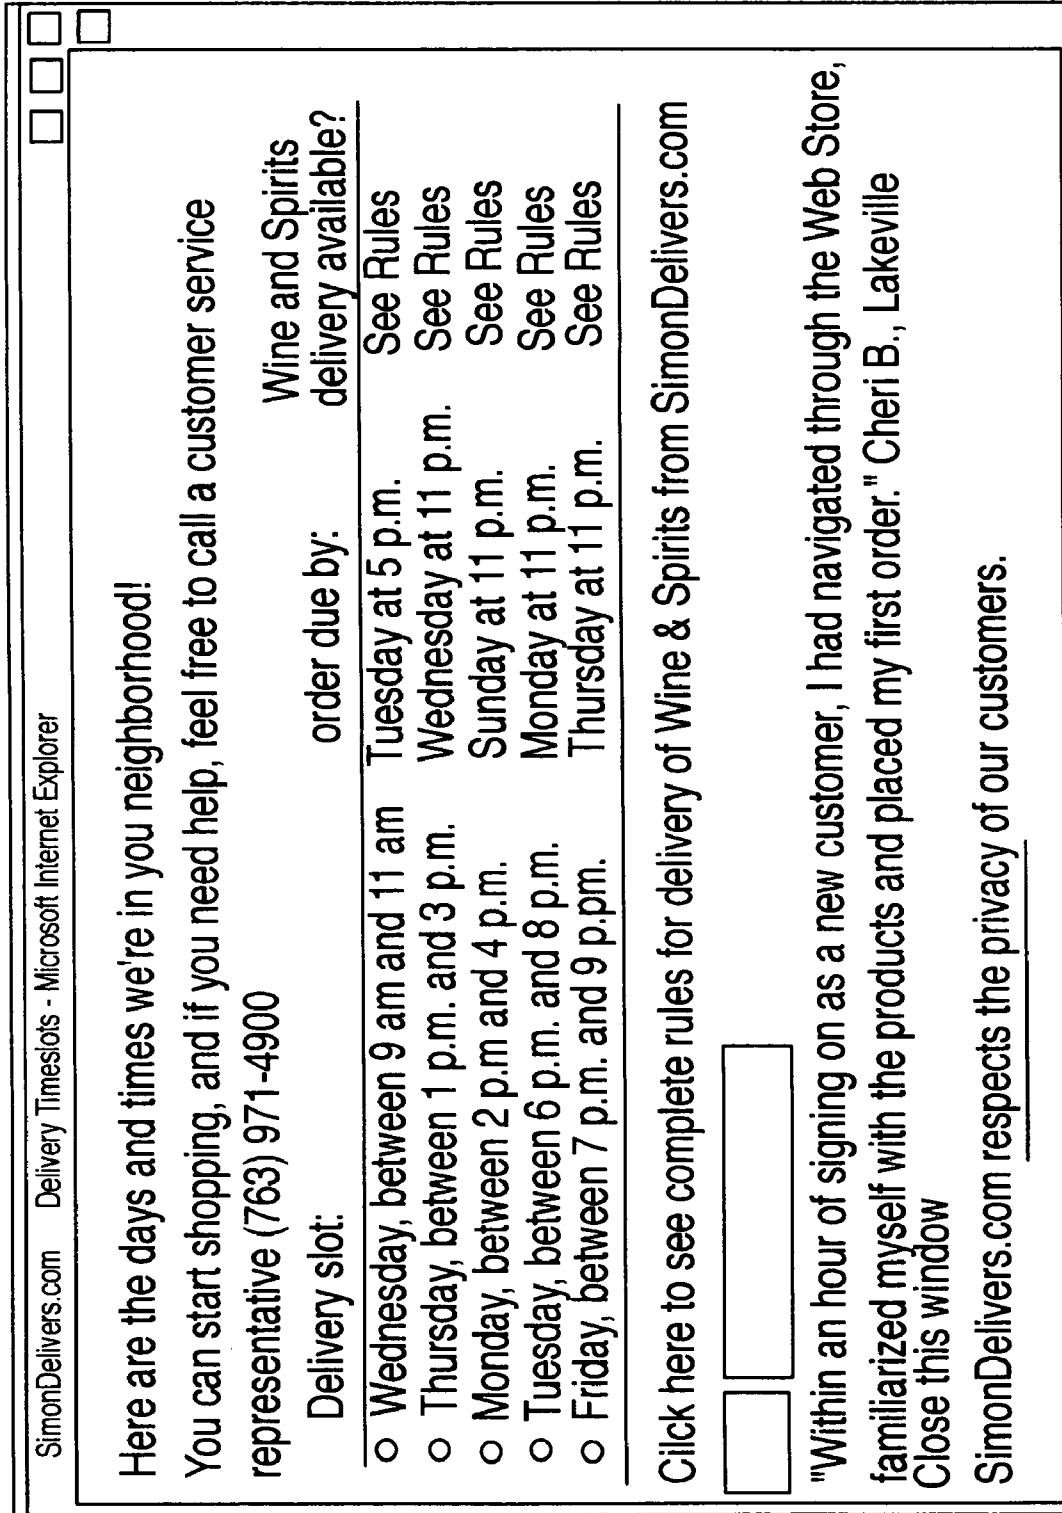 SimonDelivers.com Delivery Timeslots - Microsoft Internet Explorer
Here are the days and times we're in you neighborhood!
You can start shopping, and if you need help, feel free to call a customer service
representative (763) 971-4900
Wine and Spirits
Delivery slot: order due by: delivery available?
Wednesday, between 9 am and 11 am Tuesday at 5 p.m. See Rules
Thursday, between 1 p.m. and 3 p.m. Wednesday at 11 p.m. See Rules
Monday, between 2 p.m and 4 p.m. Sunday at 11 p.m. See Rules
Tuesday, between 6 p.m. and 8 p.m. Monday at 11 p.m. See Rules
Friday, between 7 p.m. and 9 p.pm. Thursday at 11 p.m. See Rules
Cilck here to see complete rules for delivery of Wine & Spirits from SimonDelivers.com
"Within an hour of signing on as a new customer, I had navigated through the Web Store,
familiarized myself with the products and placed my first order." Cheri B., Lakeville
Close this window
SimonDelivers.com respects the privacy of our customers.